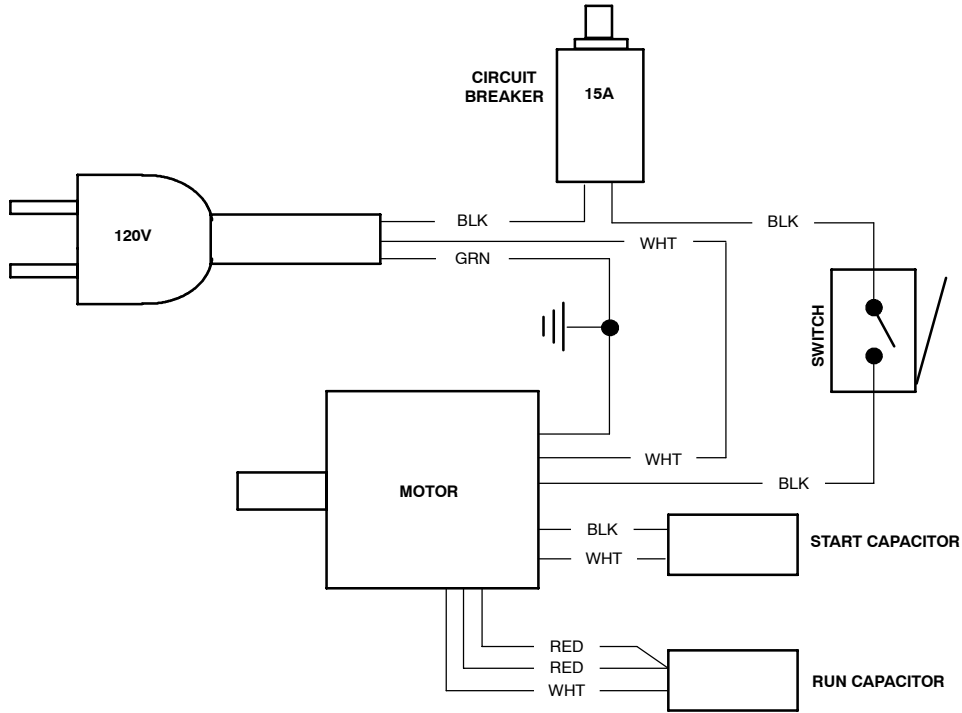 CIRCUIT
BREAKER
15A
120V
BLK
BLK
WHT
GRN
SWITCH
WHT
MOTOR
BLK
BLK
START CAPACITOR
WHT
RED
RED
RUN CAPACITOR
WHT